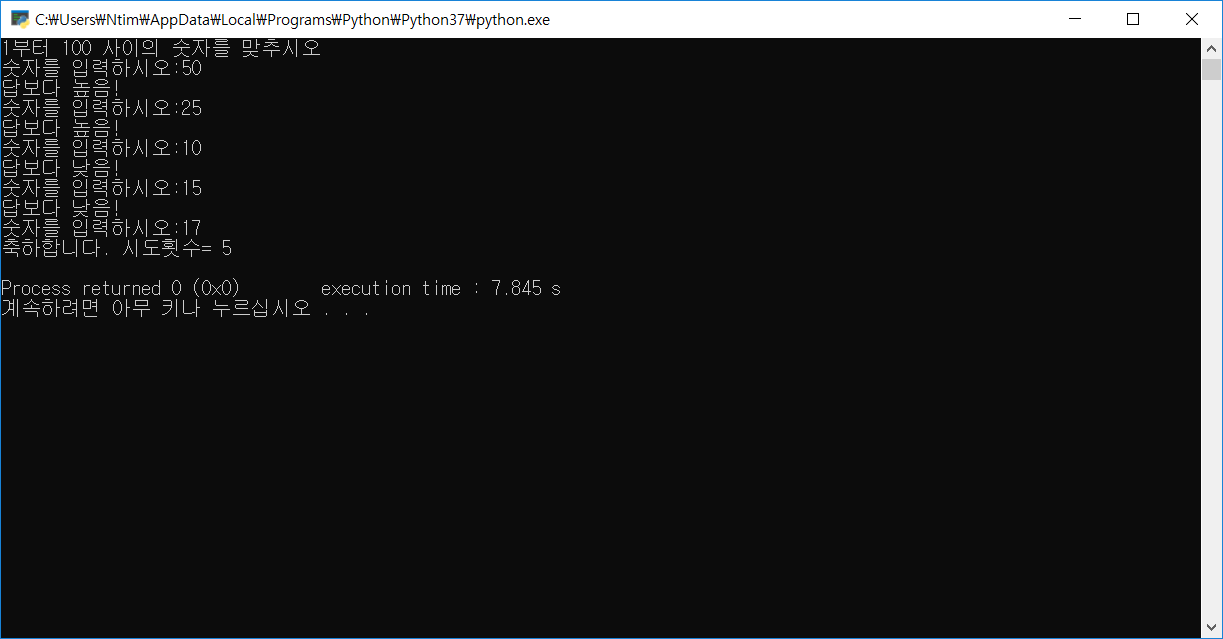 C:₩Users₩Ntim₩AppData₩Local₩Programs₩Python₩Python37₩python.exe
1부터 100 사이의 숫자를 맞추시오
숫자를 입력하시오:50
답보다 높음!
숫자를 입력하시오:25
답보다 높음!
숫자를 입력하시오:10
답보다 낮음!
숫자를 입력하시오:15
답보다 낮음!
숫자를 입력하시오:17
축하합니다. 시도횟수= 5
Process returned 0 (0x0)        execution time : 7.845 s
계속하려면 아무 키나 누르십시오 . . .